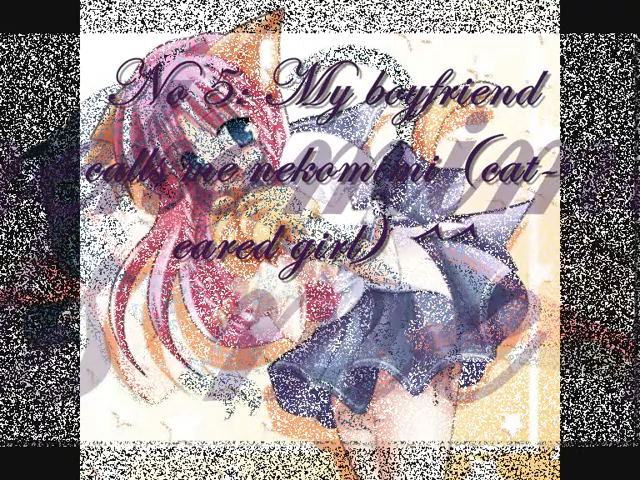 No 5: My boyfriend
calls me nekomimi (cat-
eared girl) ^^